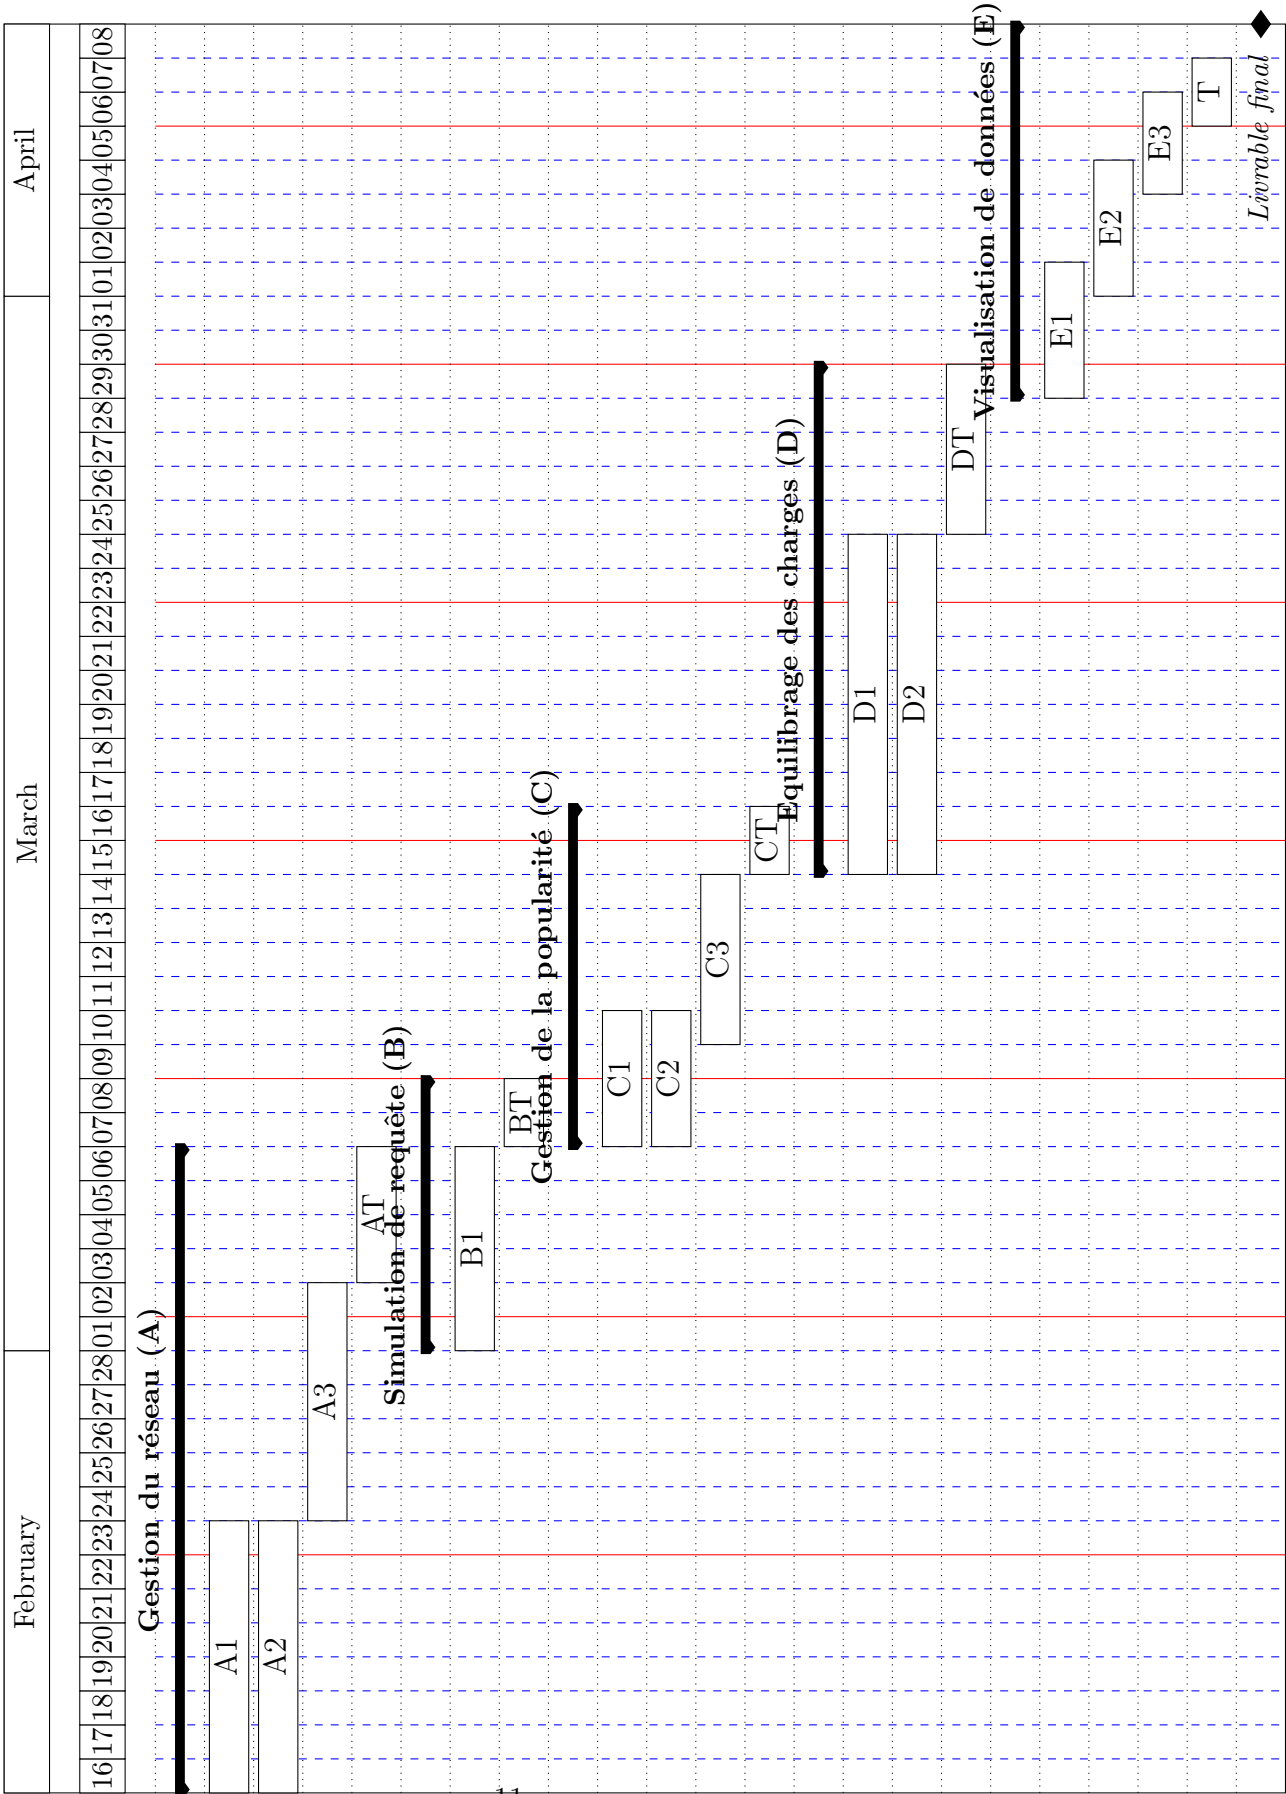 February March April
16 17 18 19 20 21 22 23 24 25 26 27 28 01 02 03 04 05 06 07 08 09 10 11 12 13 14 15 16 17 18 19 20 21 22 23 24 25 26 27 28 29 30 31 01 02 03 04 05 06 07 08
Gestion du réseau (A)
A1
A2
A3
AT
Simulation de requête (B)
B1
BT
Gestion de la popularité (C)
C1
C2
C3
CT
Equilibrage des charges (D)
D1
D2
DT
Visualisation de données (E)
E1
E2
E3
T
Livrable final